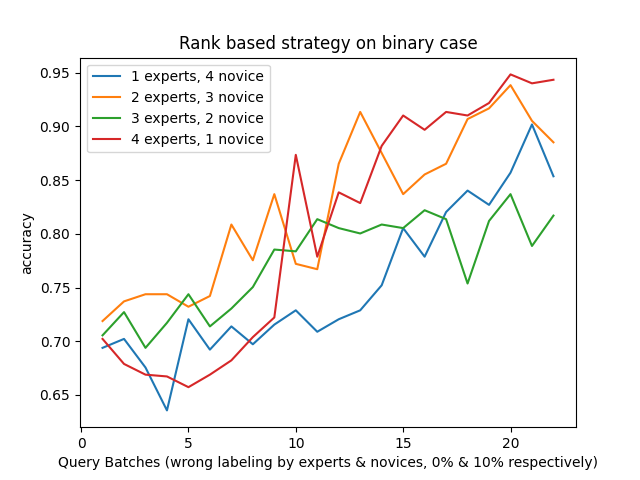 Rank based strategy on binary case
1 experts, 4 novice
2 experts, 3 novice
3 experts, 2 novice
4 experts, 1 novice
accuracy
0.95
0.90
0.85
0.80
0.75
0.70
0.65
0 5 10 15 20
Query Batches (wrong labeling by experts & novices, 0% & 10% respectively)